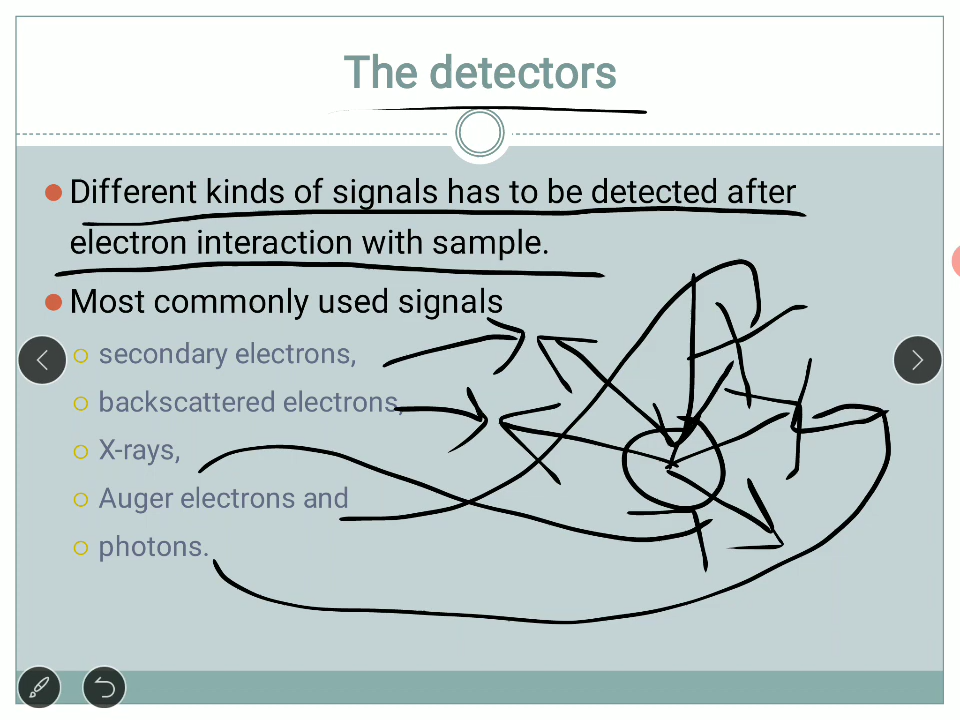 The detectors
Different kinds of signals has to be detected after
electron interaction with sample.
Most commonly used signals
secondary electrons,
backscattered electrons,
X-rays,
Auger electrons and
photons.